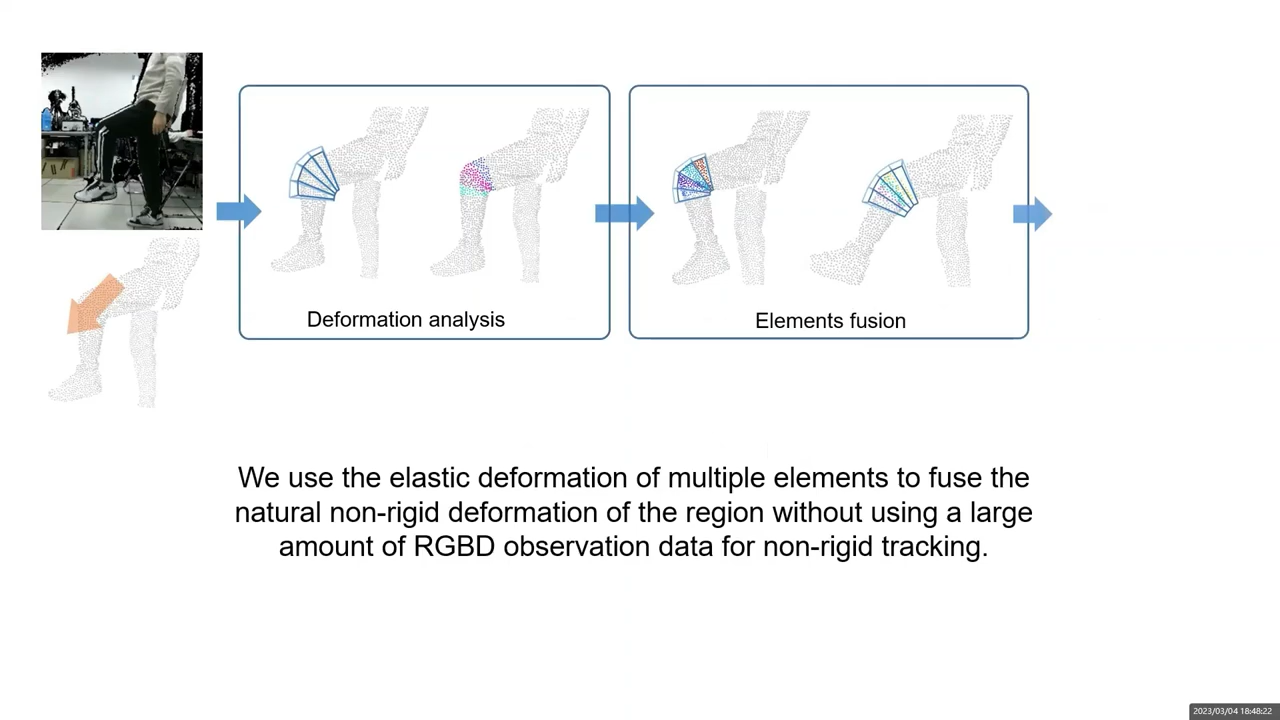 Deformation analysis
Elements fusion
We use the elastic deformation of multiple elements to fuse the
natural non-rigid deformation of the region without using a large
amount of RGBD observation data for non-rigid tracking.
2023/03/04 18:48:22